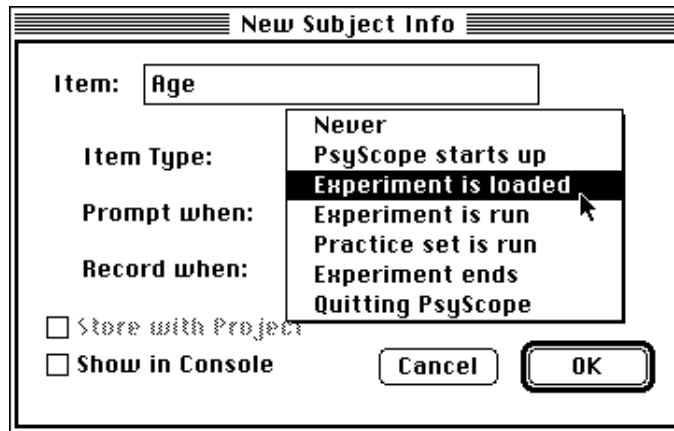 New Subject Info
Item: Age
Never
Item Type: PsyScope starts up
Experiment is loaded
Prompt when: Experiment is run
Practice set is run
Record when: Experiment ends
Quitting PsyScope
Store with Project
Show in Console Cancel OK